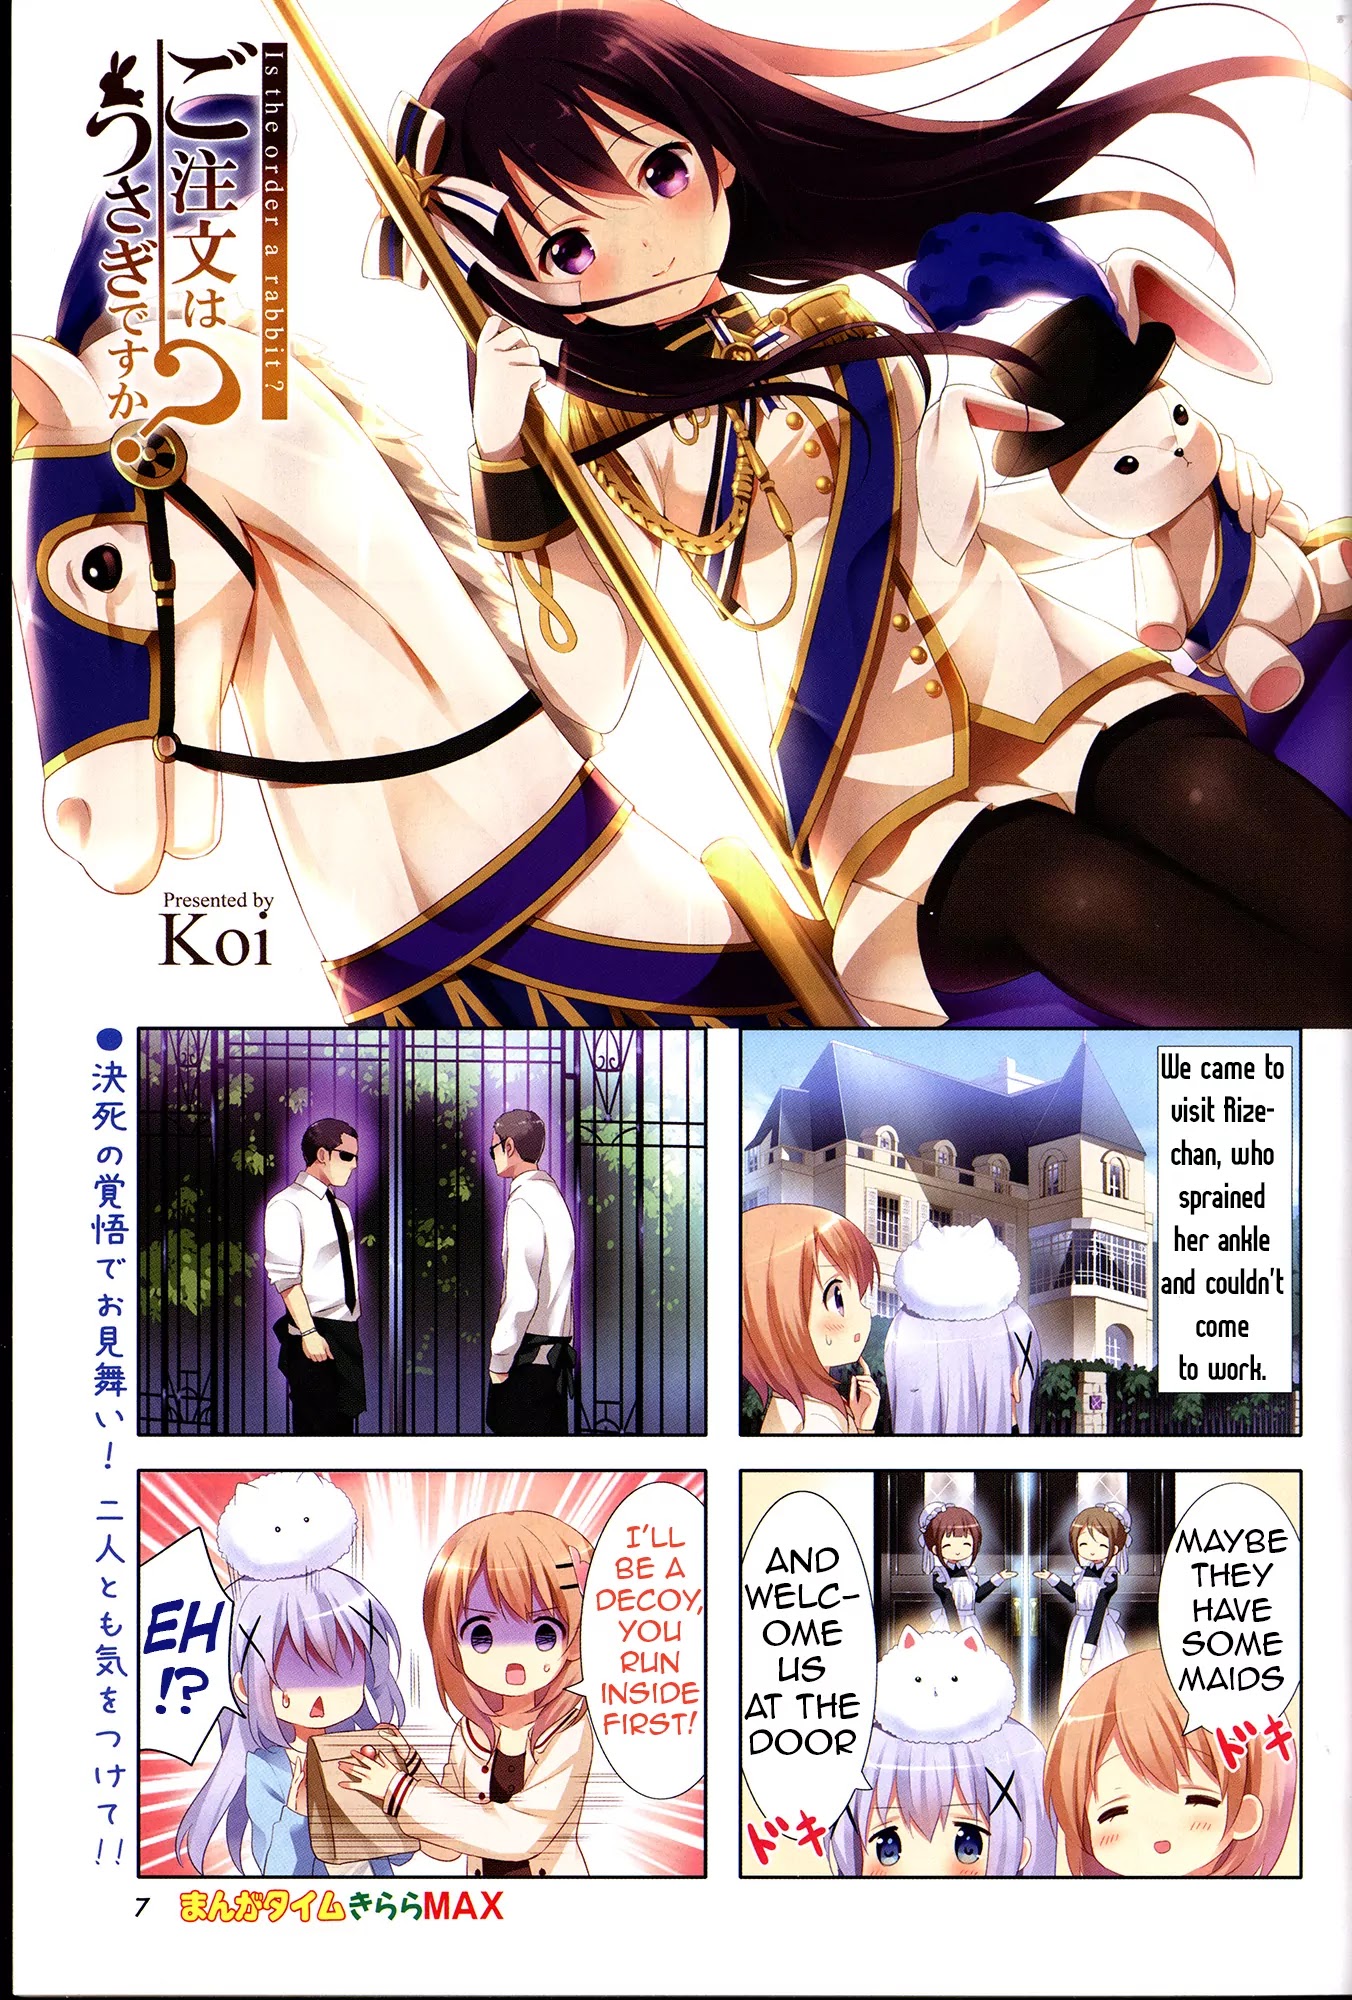 Is the order a rabbit?
ご注文は
うさぎですか?
Presented by
Koi
We came to
visit Rize-
chan, who
sprained
her ankle
and couldn't
come
to work.
MAYBE
THEY
HAVE
SOME
MAIDS
ドキ
AND
WELC-
OME
US
AT THE
DOOR
ドキ
I'LL
BE A
DECOY,
YOU
RUN
INSIDE
FIRST!
EH
!?
●決死の覚悟でお見舞い! 二人とも気をつけて!!
7
まんがタイムきららMAX